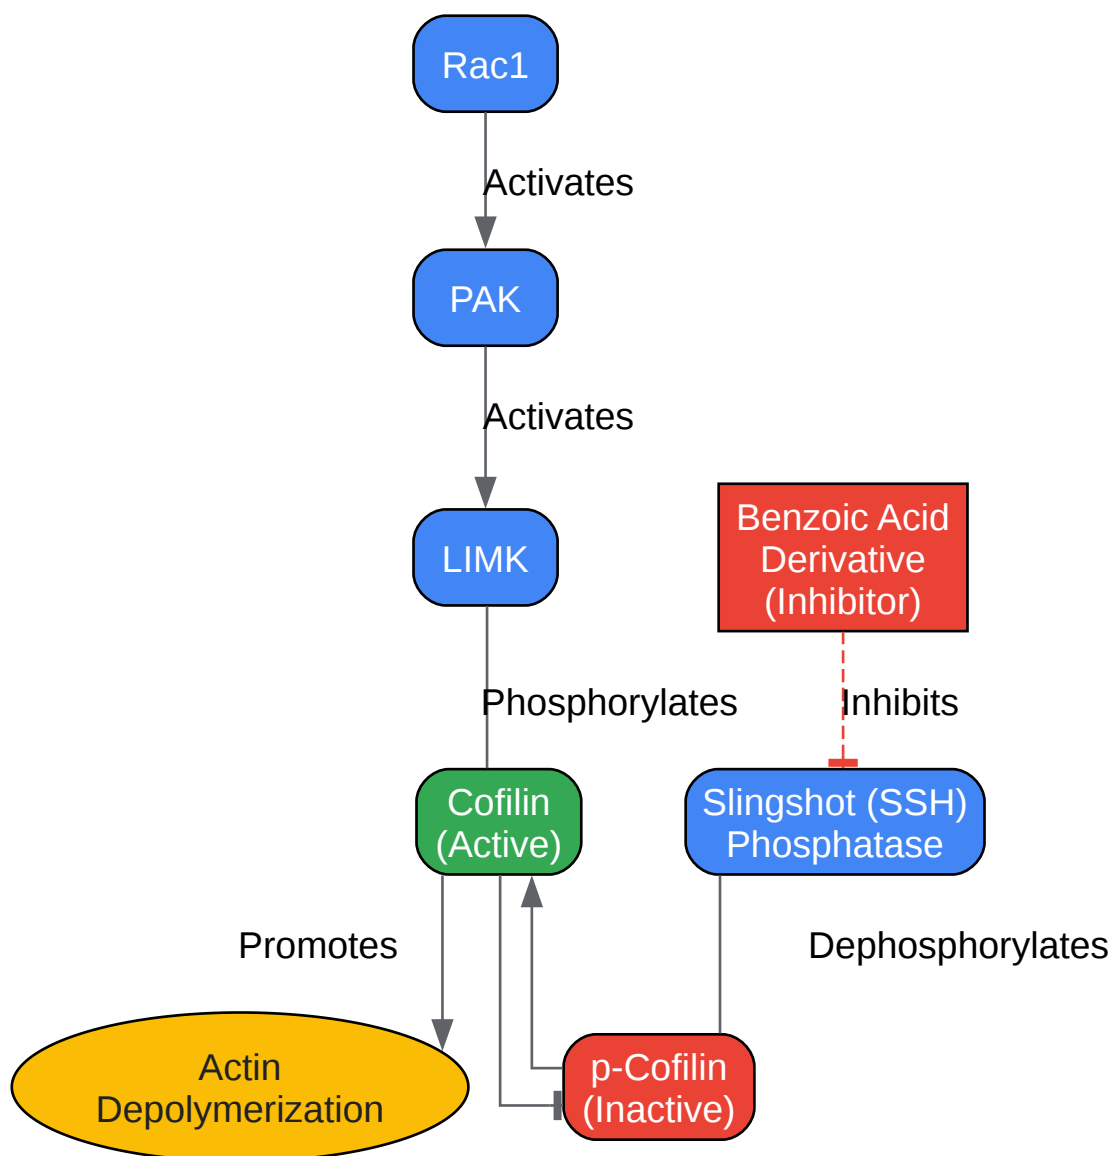 Rac1
Activates
PAK
Activates
LIMK
Benzoic Acid
Derivative
(Inhibitor)
Phosphorylates
Inhibits
Cofilin
(Active)
Slingshot (SSH)
Phosphatase
Promotes
Dephosphorylates
Actin
Depolymerization
p-Cofilin
(Inactive)